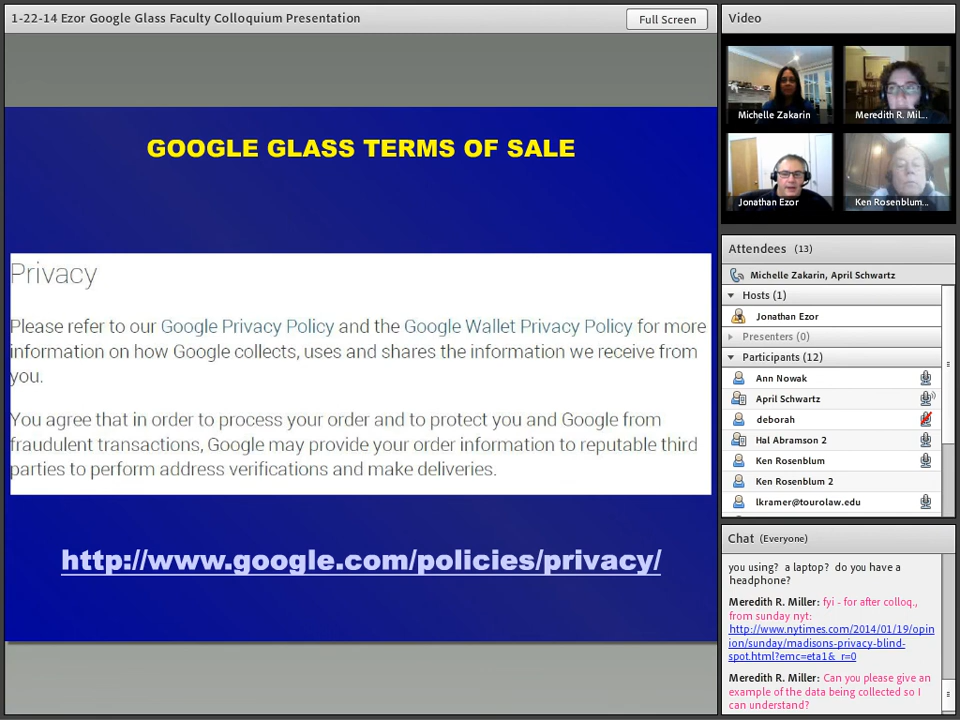 1-22-14 Ezor Google Glass Faculty Colloquium Presentation
Full Screen
GOOGLE GLASS TERMS OF SALE
Privacy
Please refer to our Google Privacy Policy and the Google Wallet Privacy Policy for more
information on how Google collects, uses and shares the information we receive from
you.
You agree that in order to process your order and to protect you and Google from
fraudulent transactions, Google may provide your order information to reputable third
parties to perform address verifications and make deliveries.
http://www.google.com/policies/privacy/
Video
Michelle Zakarin
Meredith R. Mil...
Jonathan Ezor
Ken Rosenblum...
Attendees (13)
Michelle Zakarin, April Schwartz
Hosts (1)
Jonathan Ezor
Presenters (0)
Participants (12)
Ann Nowak
April Schwartz
deborah
Hal Abramson 2
Ken Rosenblum
Ken Rosenblum 2
lkramer@tourolaw.edu
Chat (Everyone)
you using? a laptop? do you have a
headphone?
Meredith R. Miller: fyi - for after colloq.,
from sunday nyt:
http://www.nytimes.com/2014/01/19/opin
ion/sunday/madisons-privacy-blind-
spot.html?emc=eta1&_r=0
Meredith R. Miller: Can you please give an
example of the data being collected so I
can understand?